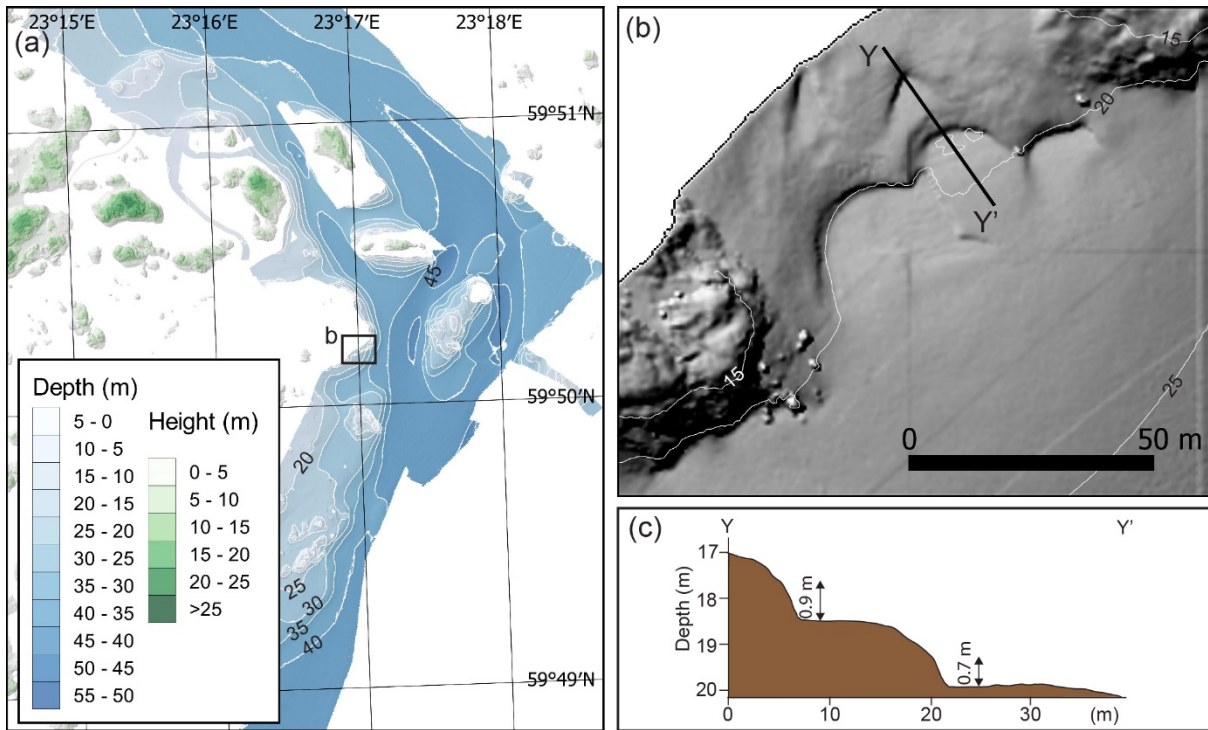 23°15'E 23°16'E 23°17'E 23°18'E
(a)
59°51'N
45
b
59°50'N
20
25
30
35
40
59°49'N
Depth (m)
5 - 0
10 - 5
15 - 10
20 - 15
25 - 20
30 - 25
35 - 30
40 - 35
45 - 40
50 - 45
55 - 50
Height (m)
0 - 5
5 - 10
10 - 15
15 - 20
20 - 25
>25
(b)
15
Y
20
Y'
15
25
0 50 m
(c)
Y Y'
Depth (m)
17
18
19
20
0.9 m
0.7 m
0 10 20 30 (m)